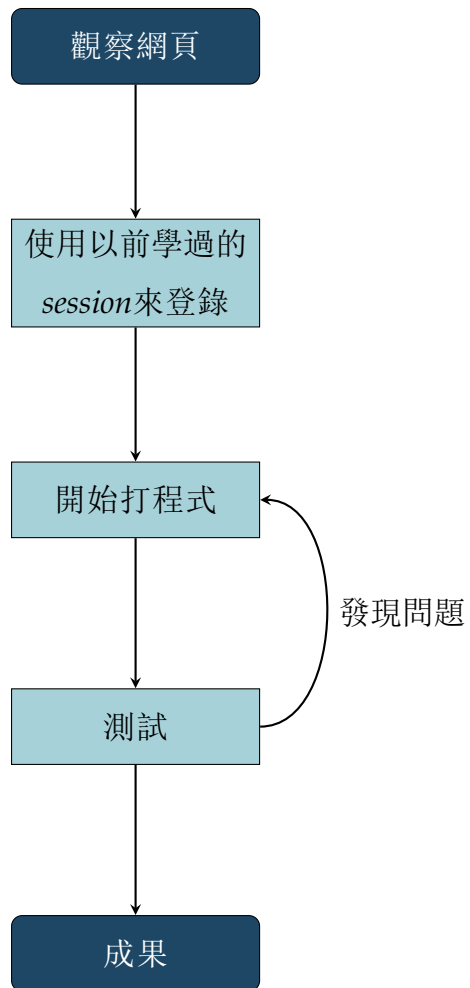 觀察網頁
使用以前學過的
session來登錄
開始打程式
發現問題
測試
成果